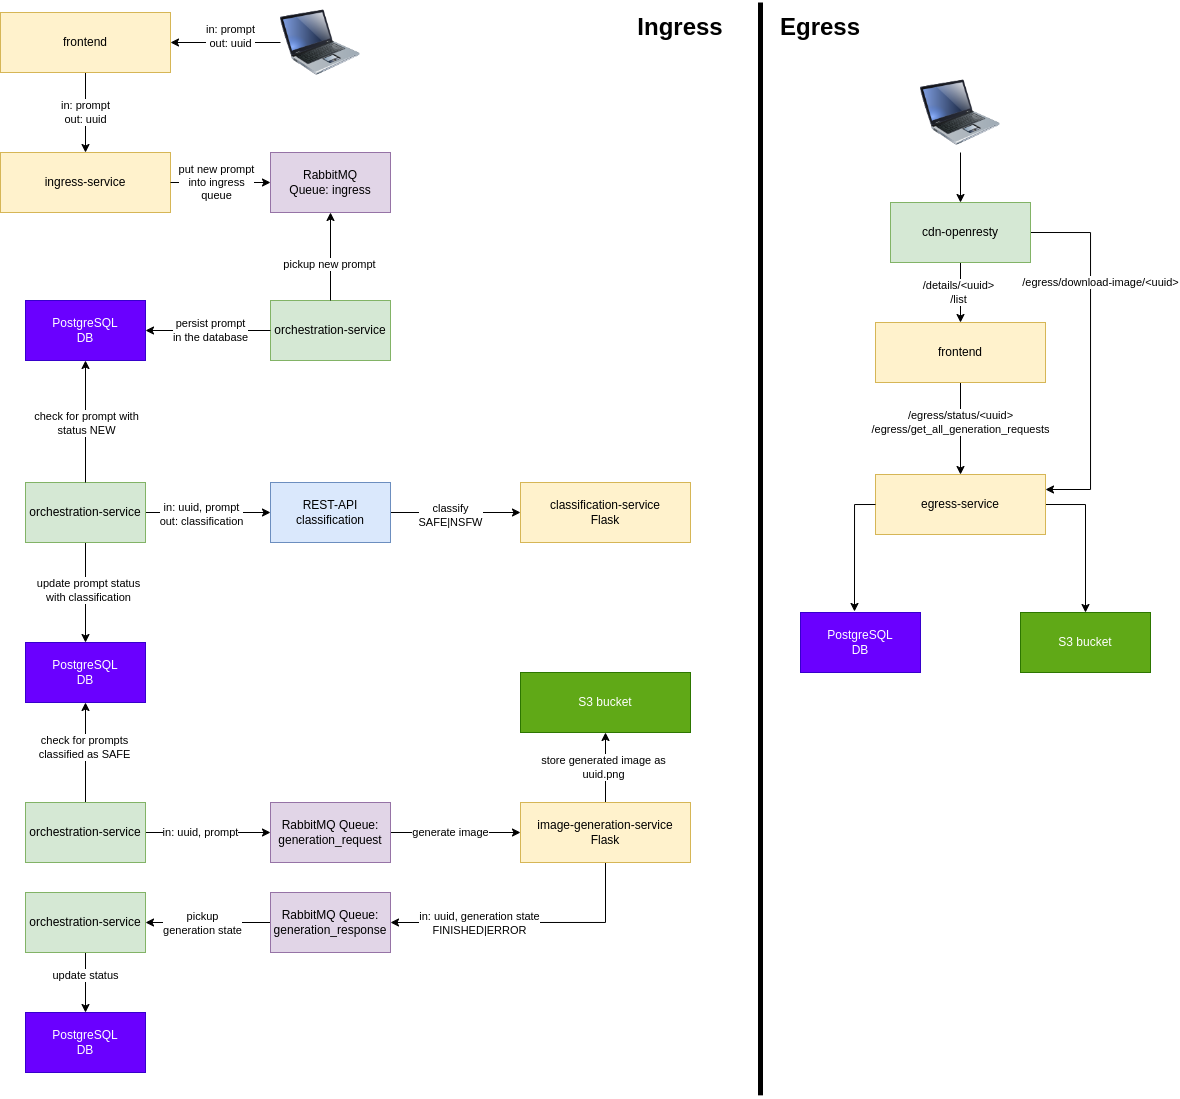 Ingress
Egress
frontend
in: prompt
out: uuid
in: prompt
out: uuid
ingress-service
put new prompt
into ingress
queue
RabbitMQ
Queue: ingress
pickup new prompt
PostgreSQL
DB
persist prompt
in the database
orchestration-service
check for prompt with
status NEW
orchestration-service
in: uuid, prompt
out: classification
REST-API
classification
classify
SAFE|NSFW
classification-service
Flask
update prompt status
with classification
PostgreSQL
DB
check for prompts
classified as SAFE
S3 bucket
store generated image as
uuid.png
orchestration-service
in: uuid, prompt
RabbitMQ Queue:
generation_request
generate image
image-generation-service
Flask
orchestration-service
pickup
generation state
RabbitMQ Queue:
generation_response
in: uuid, generation state
FINISHED|ERROR
update status
PostgreSQL
DB
cdn-openresty
/details/<uuid>
/list
/egress/download-image/<uuid>
frontend
/egress/status/<uuid>
/egress/get_all_generation_requests
egress-service
PostgreSQL
DB
S3 bucket